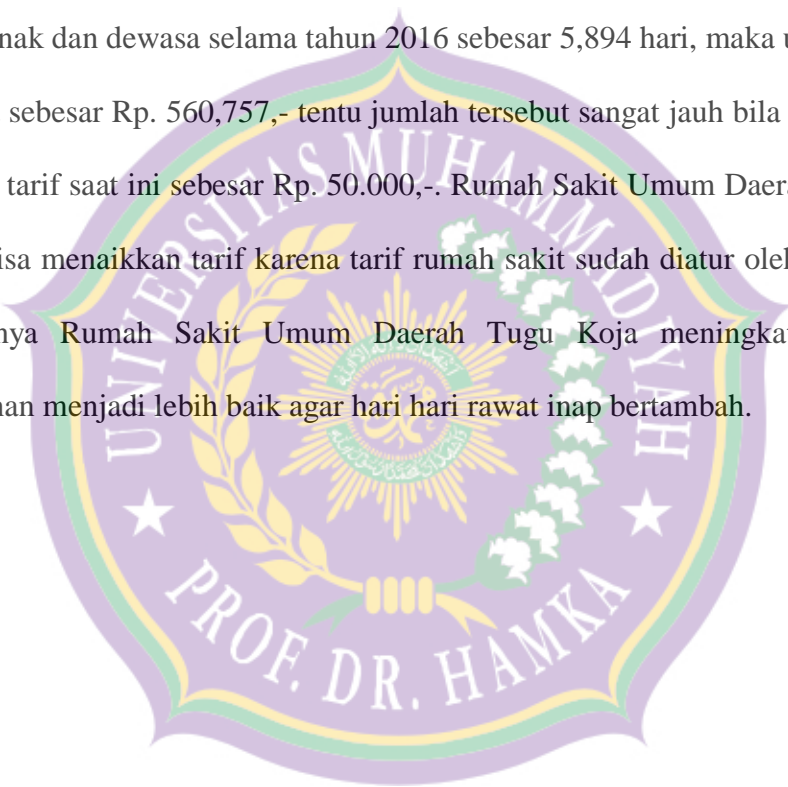 nak dan dewasa selama tahun 2016 sebesar 5,894 hari, maka u
sebesar Rp. 560,757,- tentu jumlah tersebut sangat jauh bila
tarif saat ini sebesar Rp. 50.000,-. Rumah Sakit Umum Daera
isa menaikkan tarif karena tarif rumah sakit sudah diatur oleh
nya Rumah Sakit Umum Daerah Tugu Koja meningka
nan menjadi lebih baik agar hari hari rawat inap bertambah.
UNIVERSITAS MUHAMMADIYAH
PROF. DR. HAMKA